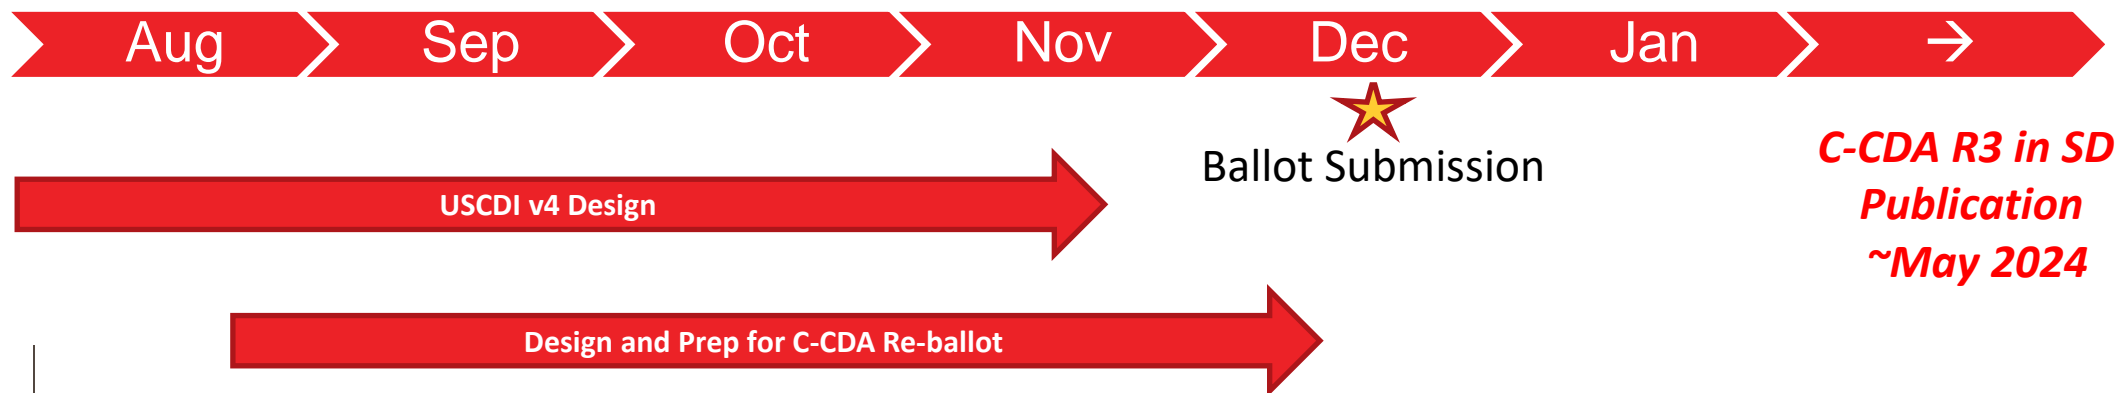 Aug Sep Oct Nov Dec Jan →
Ballot Submission
C-CDA R3 in SD
Publication
~May 2024
USCDI v4 Design
Design and Prep for C-CDA Re-ballot